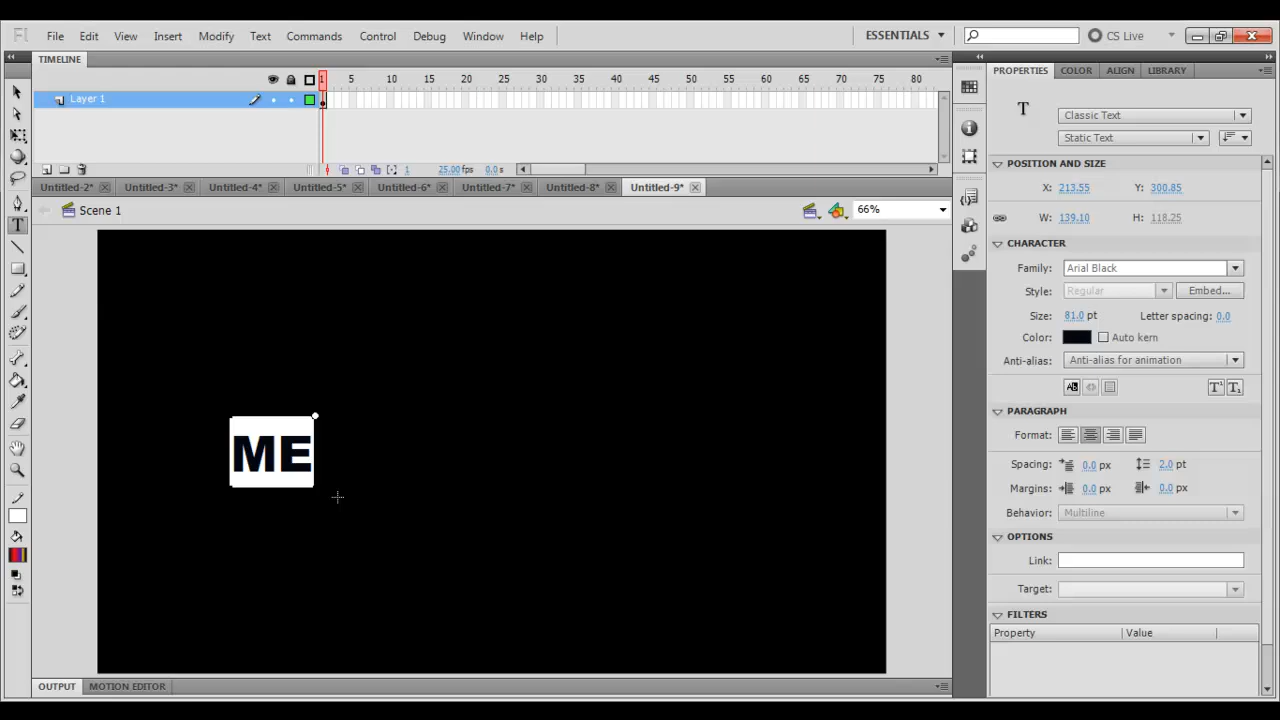 Fl File Edit View Insert Modify Text Commands Control Debug Window Help ESSENTIALS CS Live
TIMELINE
1 5 10 15 20 25 30 35 40 45 50 55 60 65 70 75 80
Layer 1
1 25.00 fps 0.0 s
Untitled-2* Untitled-3* Untitled-4* Untitled-5* Untitled-6* Untitled-7* Untitled-8* Untitled-9*
Scene 1 66%
ME
OUTPUT MOTION EDITOR
PROPERTIES COLOR ALIGN LIBRARY
T Classic Text
Static Text
POSITION AND SIZE
X: 213.55 Y: 300.85
W: 139.10 H: 118.25
CHARACTER
Family: Arial Black
Style: Regular Embed...
Size: 81.0 pt Letter spacing: 0.0
Color: Auto kern
Anti-alias: Anti-alias for animation
PARAGRAPH
Format:
Spacing: 0.0 px 2.0 pt
Margins: 0.0 px 0.0 px
Behavior: Multiline
OPTIONS
Link:
Target:
FILTERS
Property Value